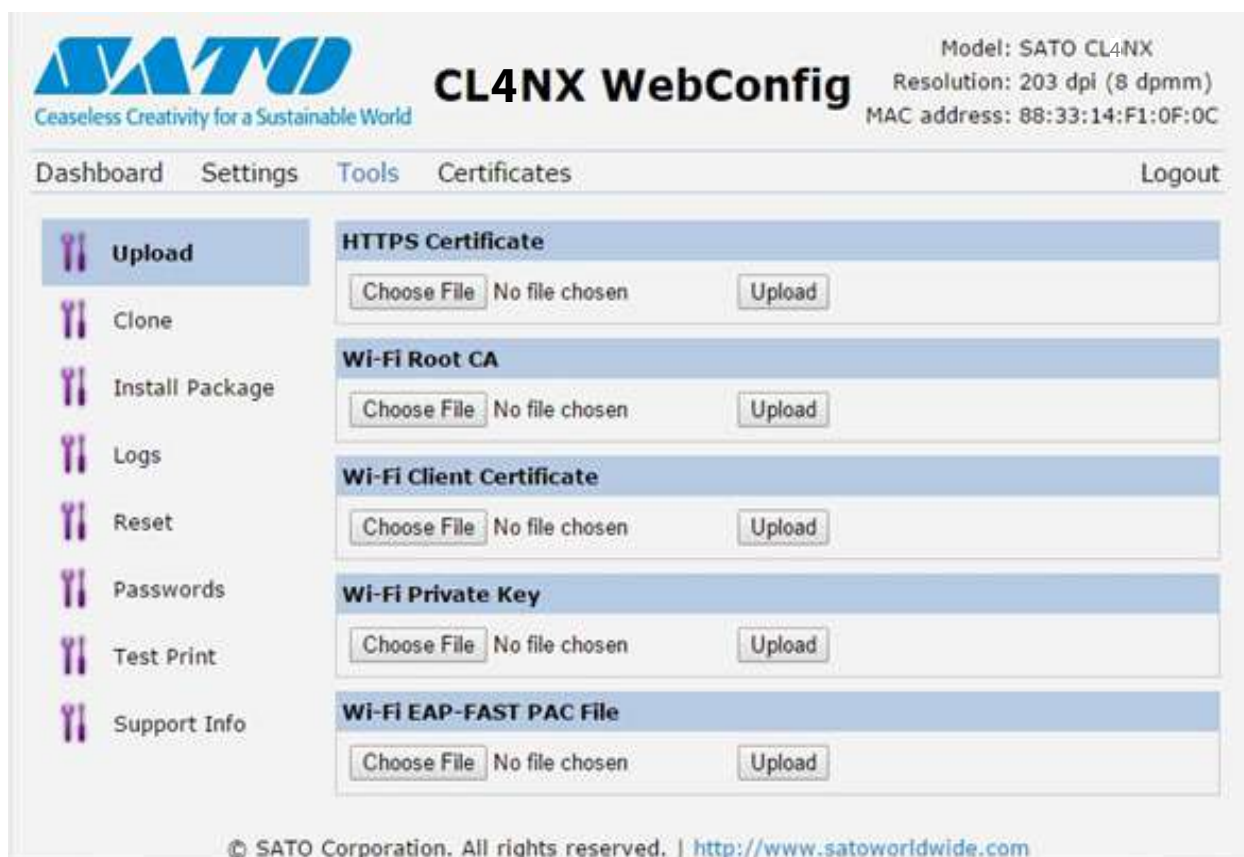 SATO
Ceaseless Creativity for a Sustainable World
CL4NX WebConfig
Model: SATO CL4NX
Resolution: 203 dpi (8 dpmm)
MAC address: 88:33:14:F1:0F:0C
Dashboard Settings Tools Certificates Logout
Upload
Clone
Install Package
Logs
Reset
Passwords
Test Print
Support Info
HTTPS Certificate
Choose File No file chosen Upload
Wi-Fi Root CA
Choose File No file chosen Upload
Wi-Fi Client Certificate
Choose File No file chosen Upload
Wi-Fi Private Key
Choose File No file chosen Upload
Wi-Fi EAP-FAST PAC File
Choose File No file chosen Upload
© SATO Corporation. All rights reserved. | http://www.satoworldwide.com